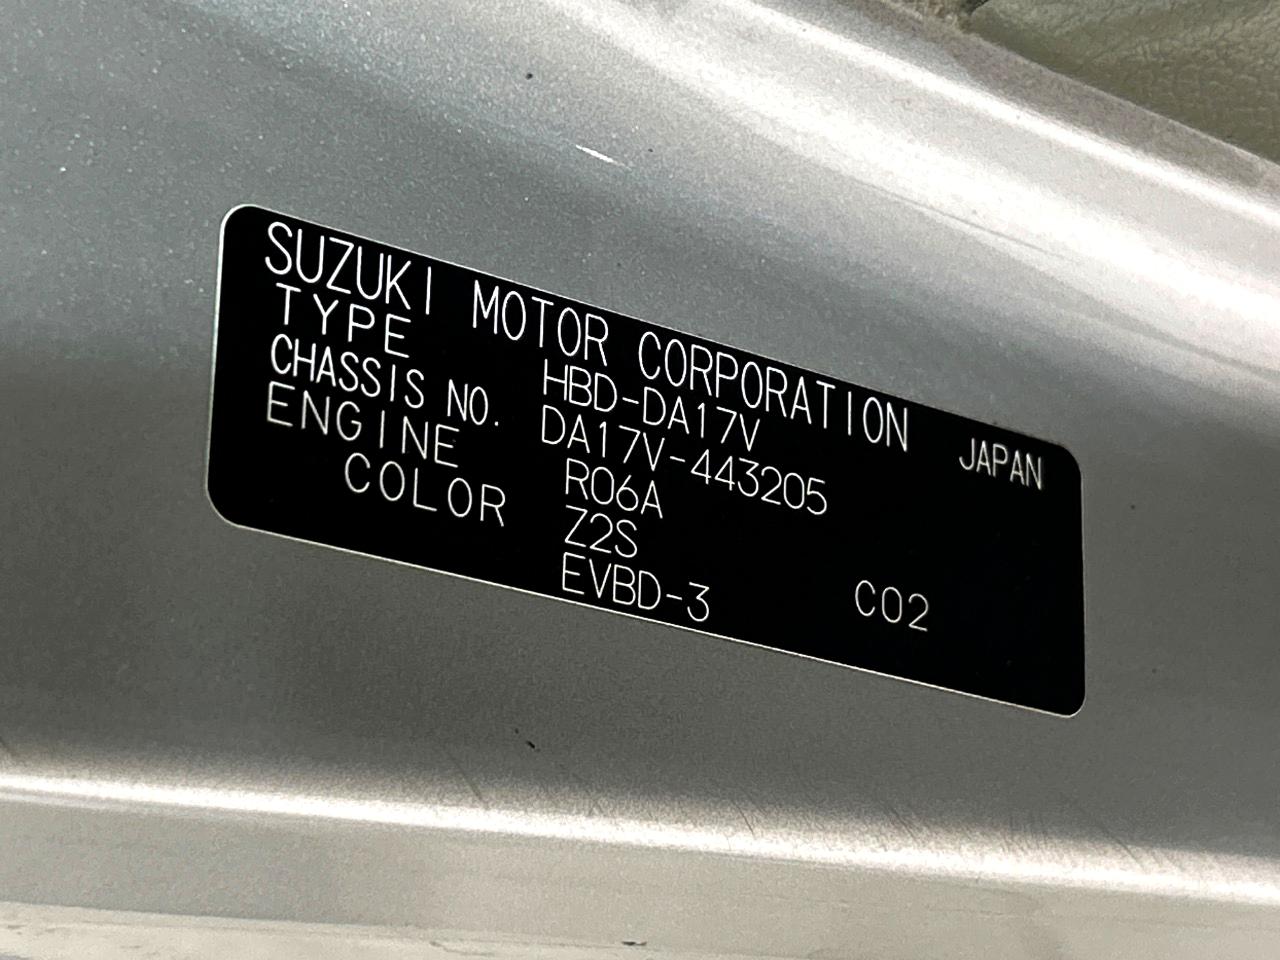 SUZUKI MOTOR CORPORATION JAPAN
TYPE HBD-DA17V
CHASSIS NO. DA17V-443205
ENGINE R06A
COLOR Z2S
EVBD-3 C02